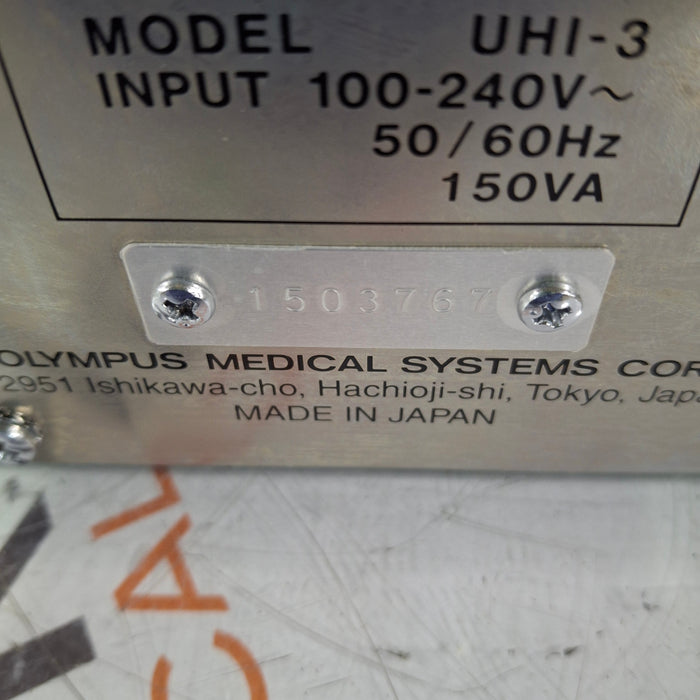 MODEL UHI-3
INPUT 100-240V~
50/60Hz
150VA
1503767
OLYMPUS MEDICAL SYSTEMS COR
2951 Ishikawa-cho, Hachioji-shi, Tokyo, Japa
MADE IN JAPAN
CAL